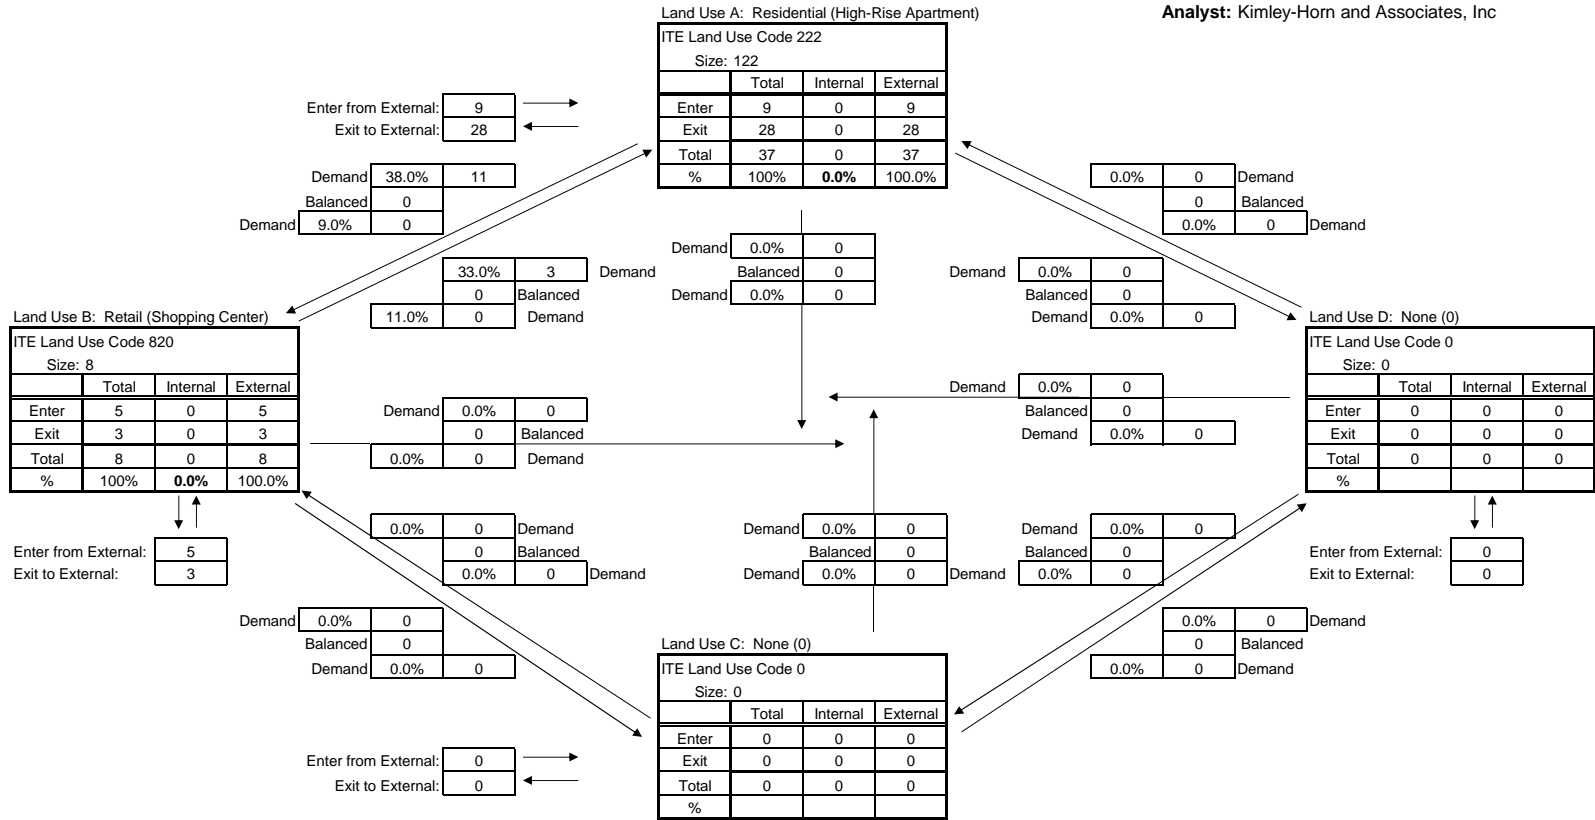 Analyst: Kimley-Horn and Associates, Inc
Land Use A: Residential (High-Rise Apartment)
ITE Land Use Code 222
Size: 122
Total Internal External
Enter 9 0 9
Exit 28 0 28
Total 37 0 37
% 100% 0.0% 100.0%
Enter from External: 9
Exit to External: 28
Demand 38.0% 11
Balanced 0
Demand 9.0% 0
33.0% 3 Demand
0 Balanced
11.0% 0 Demand
Demand 0.0% 0
Balanced 0
Demand 0.0% 0
0.0% 0 Demand
0 Balanced
0.0% 0 Demand
Demand 0.0% 0
Balanced 0
Demand 0.0% 0
Land Use B: Retail (Shopping Center)
ITE Land Use Code 820
Size: 8
Total Internal External
Enter 5 0 5
Exit 3 0 3
Total 8 0 8
% 100% 0.0% 100.0%
Enter from External: 5
Exit to External: 3
Demand 0.0% 0
0 Balanced
0.0% 0 Demand
Demand 0.0% 0
Balanced 0
Demand 0.0% 0
Land Use D: None (0)
ITE Land Use Code 0
Size: 0
Total Internal External
Enter 0 0 0
Exit 0 0 0
Total 0 0 0
%
Enter from External: 0
Exit to External: 0
0.0% 0 Demand
0 Balanced
0.0% 0 Demand
Demand 0.0% 0
Balanced 0
Demand 0.0% 0
Demand 0.0% 0
Balanced 0
Demand 0.0% 0
Demand 0.0% 0
Balanced 0
Demand 0.0% 0
0.0% 0 Demand
0 Balanced
0.0% 0 Demand
Land Use C: None (0)
ITE Land Use Code 0
Size: 0
Total Internal External
Enter 0 0 0
Exit 0 0 0
Total 0 0 0
%
Enter from External: 0
Exit to External: 0